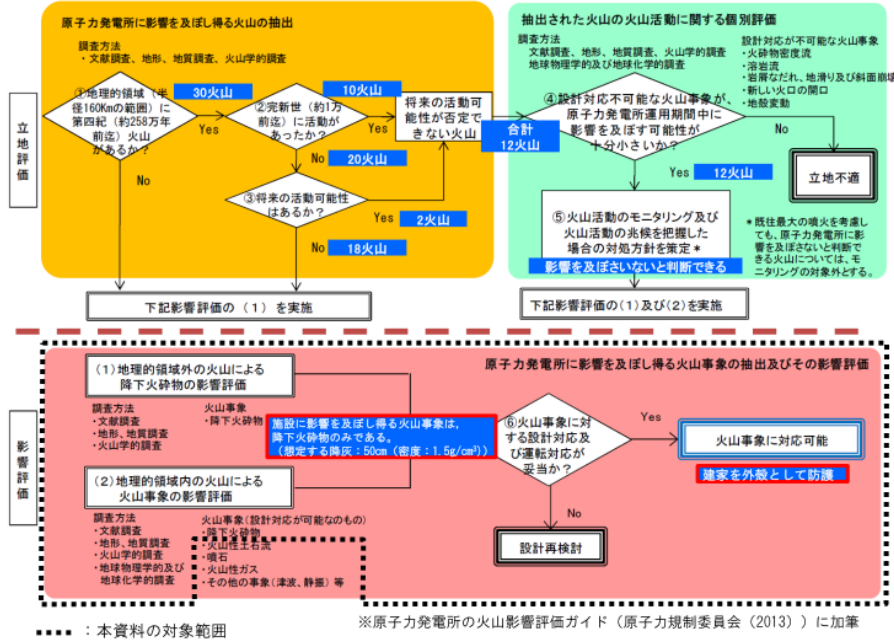 原子力発電所に影響を及ぼし得る火山の抽出
調査方法
・文献調査、地形、地質調査、火山学的調査
①地理的領域(半
径160Kmの範囲)に
第四紀(約258万年
前迄)火山
があるか?
30火山
Yes
No
②完新世(約1万
前迄)に活動が
あったか?
10火山
Yes
No
20火山
将来の活動可
能性が否定で
きない火山
③将来の活動可能性
はあるか?
Yes
2火山
No
18火山
合計
12火山
立地評価
下記影響評価の(1)を実施
抽出された火山の火山活動に関する個別評価
調査方法
文献調査、地形、地質調査、火山学的調査
地球物理学的及び地球化学的調査
設計対応が不可能な火山事象
・火砕物密度流
・溶岩流
・岩屑なだれ、地滑り及び斜面崩壊
・新しい火口の開口
・地殻変動
④設計対応不可能な火山事象が、
原子力発電所運用期間中に
影響を及ぼす可能性が
十分小さいか?
No
立地不適
Yes
12火山
⑤火山活動のモニタリング及び
火山活動の兆候を把握した
場合の対処方針を策定*
影響を及ぼさいないと判断できる
*既往最大の噴火を考慮し
ても、原子力発電所に影
響を及ぼさないと判断で
きる火山については、モ
ニタリングの対象外とする。
下記影響評価の(1)及び(2)を実施
影響評価
原子力発電所に影響を及ぼし得る火山事象の抽出及びその影響評価
(1)地理的領域外の火山による
降下火砕物の影響評価
調査方法
・文献調査
・地形、地質調査
・火山学的調査
火山事象
・降下火砕物
施設に影響を及ぼし得る火山事象は,
降下火砕物のみである。
(想定する降灰:50cm(密度:1.5g/cm³))
(2)地理的領域内の火山による
火山事象の影響評価
調査方法
・文献調査
・地形、地質調査
・火山学的調査
・地球物理学的及び
地球化学的調査
火山事象(設計対応が可能なのもの)
・降下火砕物
・火山性土石流
・噴石
・火山性ガス
・その他の事象(津波、静振)等
⑥火山事象に対
する設計対応及
び運転対応が
妥当か?
Yes
火山事象に対応可能
建家を外殻として防護
No
設計再検討
:本資料の対象範囲
※原子力発電所の火山影響評価ガイド(原子力規制委員会(2013))に加筆